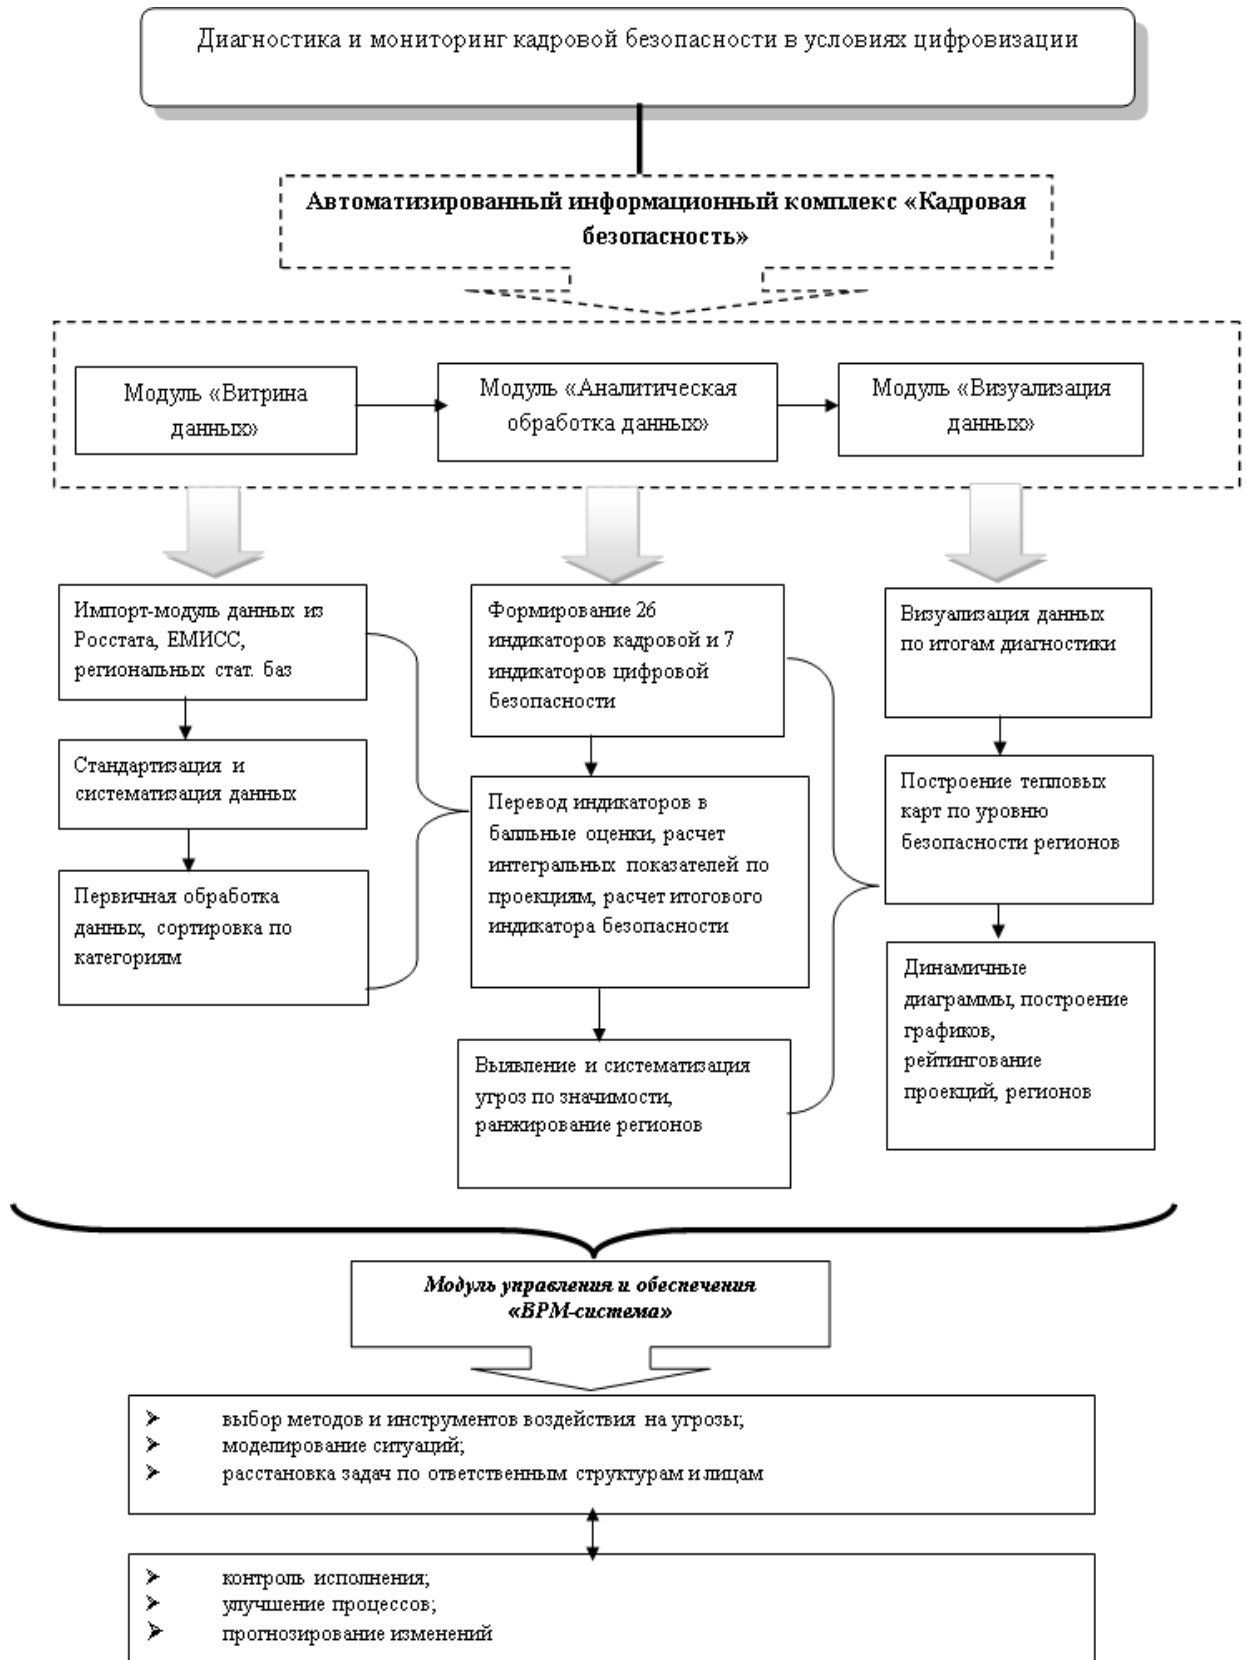 Диагностика и мониторинг кадровой безопасности в условиях цифровизации
Автоматизированный информационный комплекс «Кадровая
безопасность»
Модуль «Витрина
данных»
Модуль «Аналитическая
обработка данных»
Модуль «Визуализация
данных»
Импорт-модуль данных из
Росстата, ЕМИСС,
региональных стат. баз
Стандартизация и
систематизация данных
Первичная обработка
данных, сортировка по
категориям
Формирование 26
индикаторов кадровой и 7
индикаторов цифровой
безопасности
Перевод индикаторов в
балльные оценки, расчет
интегральных показателей по
проекциям, расчет итогового
индикатора безопасности
Выявление и систематизация
угроз по значимости,
ранжирование регионов
Визуализация данных
по итогам диагностики
Построение тепловых
карт по уровню
безопасности регионов
Динамичные
диаграммы, построение
графиков,
рейтингование
проекций, регионов
Модуль управления и обеспечения
«BPM-система»
➢ выбор методов и инструментов воздействия на угрозы;
➢ моделирование ситуаций;
➢ расстановка задач по ответственным структурам и лицам
➢ контроль исполнения;
➢ улучшение процессов;
➢ прогнозирование изменений